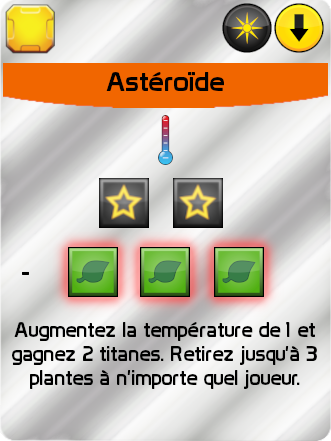 Astéroïde
-
Augmentez la température de 1 et
gagnez 2 titanes. Retirez jusqu'à 3
plantes à n'importe quel joueur.